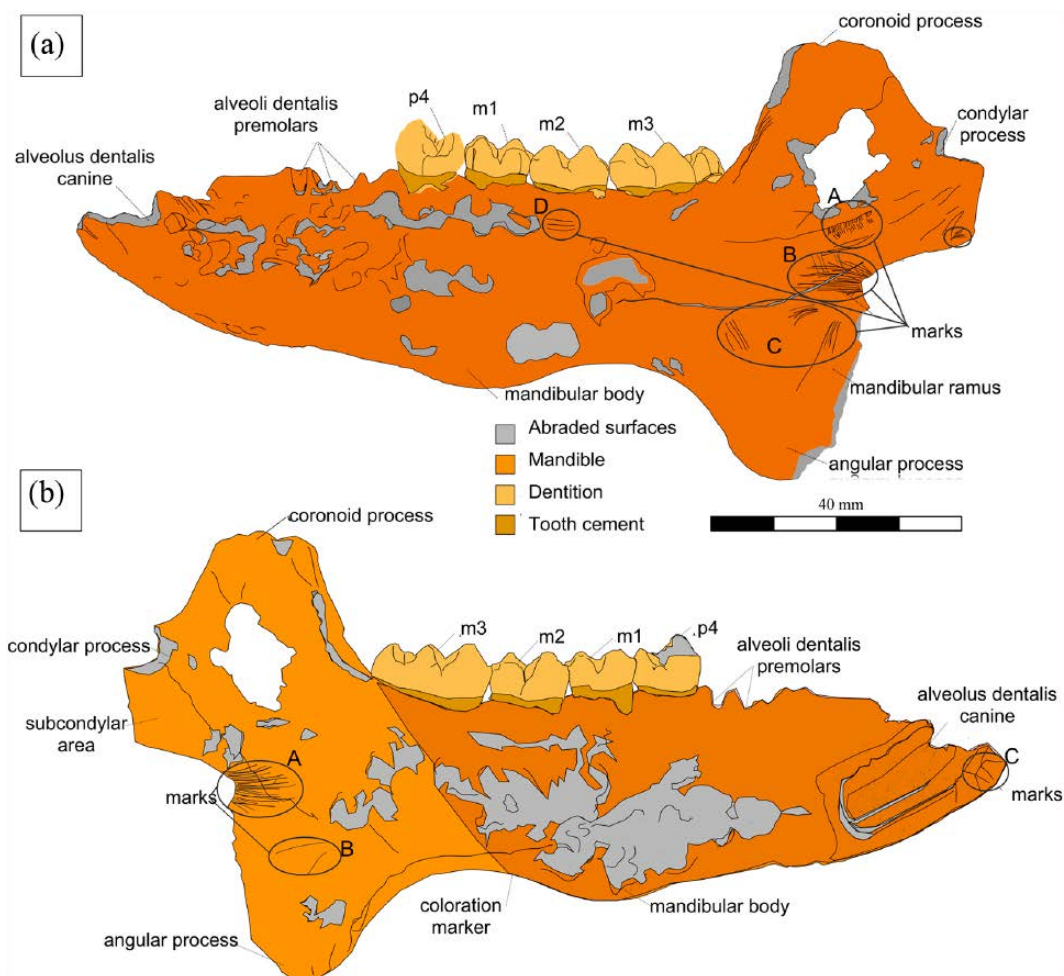 (a)
coronoid process
alveoli dentalis
premolars
p4
m1
m2
m3
condylar
process
alveolus dentalis
canine
A
D
B
marks
C
mandibular ramus
mandibular body
angular process
Abraded surfaces
Mandible
Dentition
Tooth cement
40 mm
(b)
coronoid process
condylar process
m3
m2
m1
p4
alveoli dentalis
premolars
alveolus dentalis
canine
subcondylar
area
A
C
marks
marks
B
coloration
marker
mandibular body
angular process